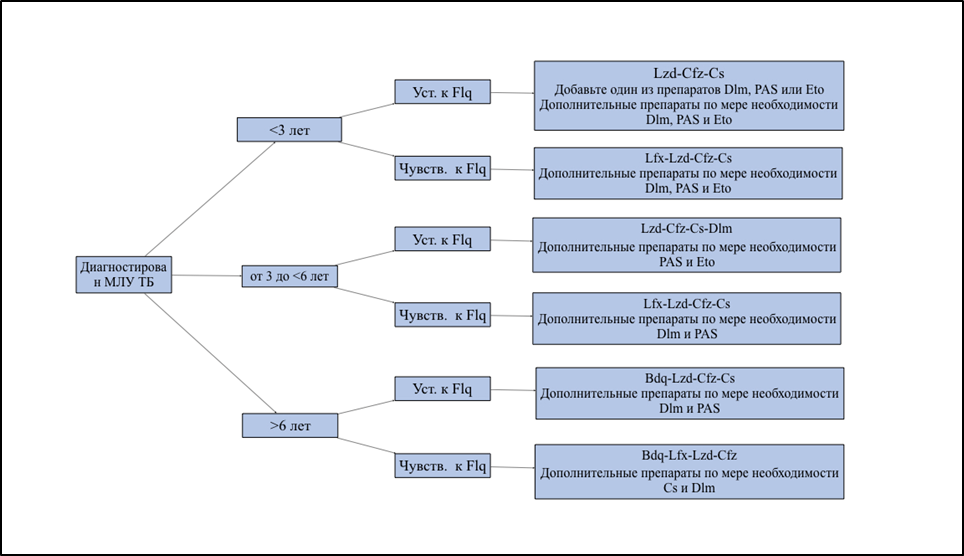 Диагностирова
н МЛУ ТБ
<3 лет
Уст. к Flq
Lzd-Cfz-Cs
Добавьте один из препаратов Dlm, PAS или Eto
Дополнительные препараты по мере необходимости
Dlm, PAS и Eto
Чувств. к Flq
Lfx-Lzd-Cfz-Cs
Дополнительные препараты по мере необходимости
Dlm, PAS и Eto
от 3 до <6 лет
Уст. к Flq
Lzd-Cfz-Cs-Dlm
Дополнительные препараты по мере необходимости
PAS и Eto
Чувств. к Flq
Lfx-Lzd-Cfz-Cs
Дополнительные препараты по мере необходимости
Dlm и PAS
>6 лет
Уст. к Flq
Bdq-Lzd-Cfz-Cs
Дополнительные препараты по мере необходимости
Dlm и PAS
Чувств. к Flq
Bdq-Lfx-Lzd-Cfz
Дополнительные препараты по мере необходимости
Cs и Dlm